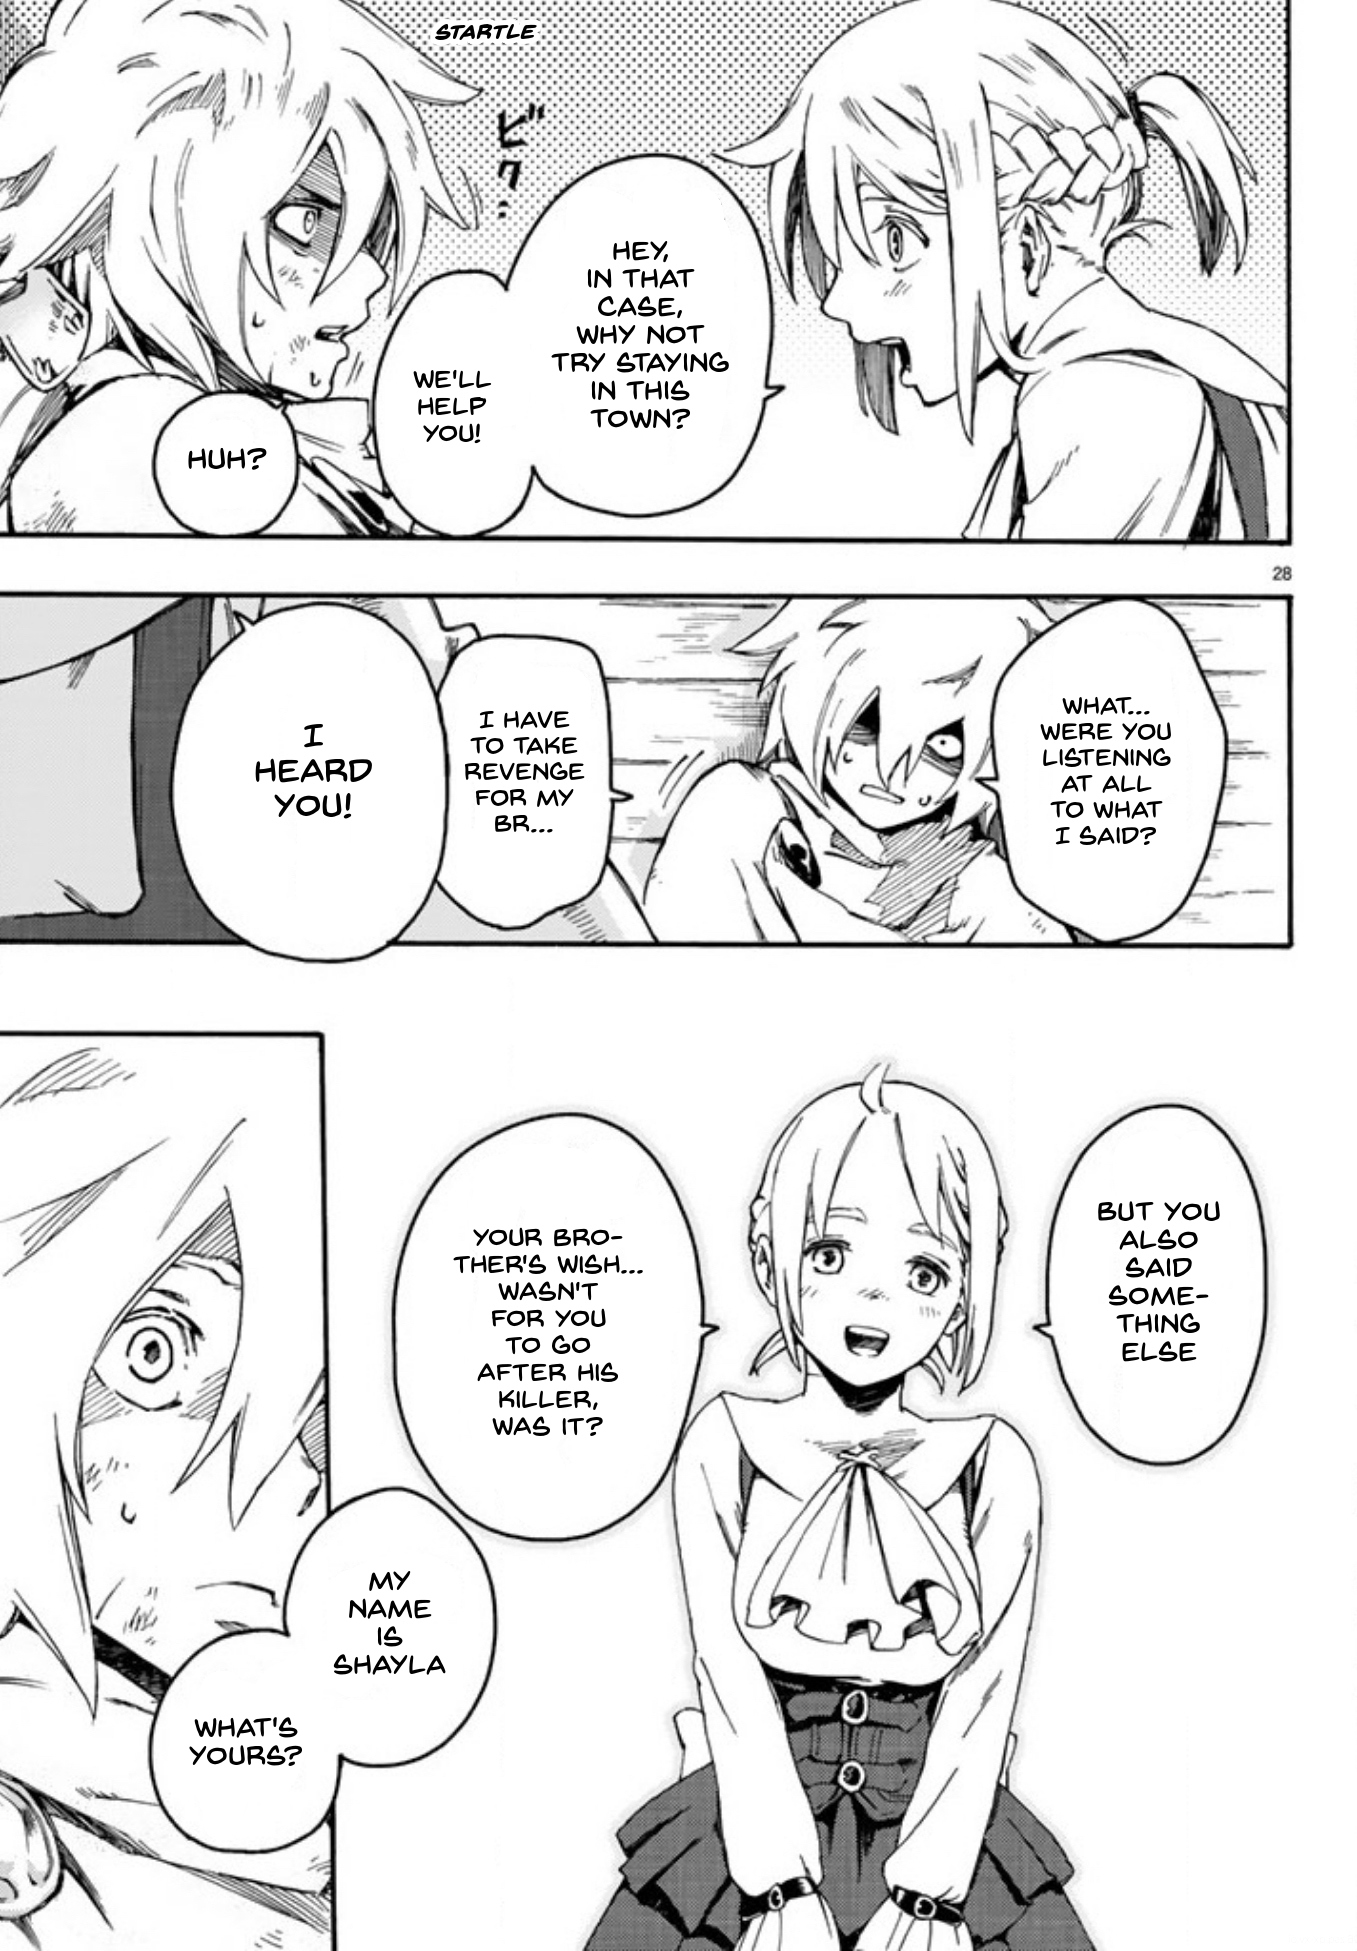 STARTLE
ビクッ
HEY,
IN THAT
CASE,
WHY NOT
TRY STAYING
IN THIS
TOWN?
WE'LL
HELP
YOU!
HUH?
28
WHAT...
WERE YOU
LISTENING
AT ALL
TO WHAT
I SAID?
I HAVE
TO TAKE
REVENGE
FOR MY
BR...
I
HEARD
YOU!
BUT YOU
ALSO
SAID
SOME-
THING
ELSE
YOUR BRO-
THER'S WISH...
WASN'T
FOR YOU
TO GO
AFTER HIS
KILLER,
WAS IT?
MY
NAME
IS
SHAYLA
WHAT'S
YOURS?